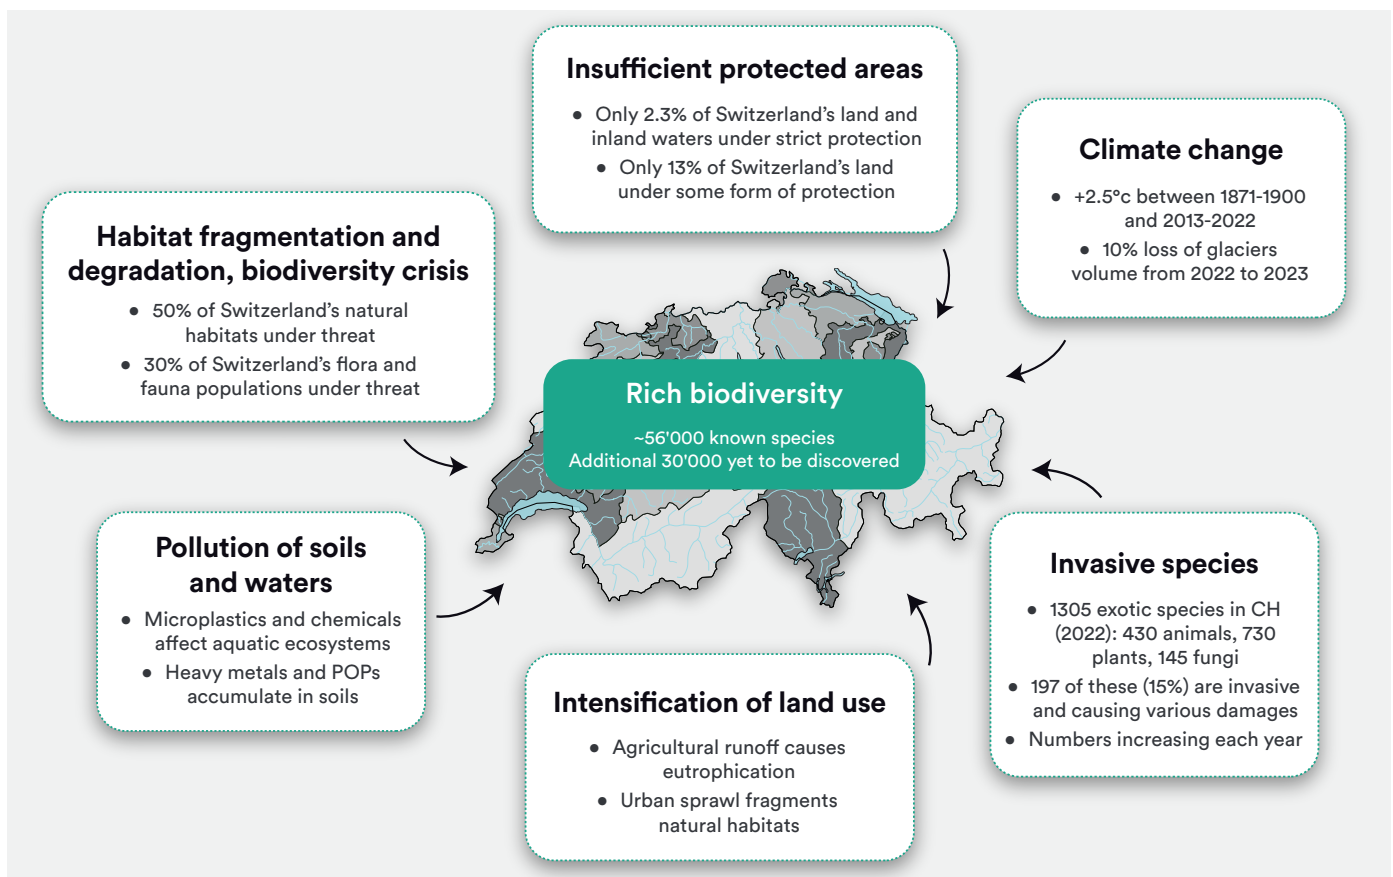 Insufficient protected areas
● Only 2.3% of Switzerland’s land and
inland waters under strict protection
● Only 13% of Switzerland’s land
under some form of protection
Climate change
● +2.5°c between 1871-1900
and 2013-2022
● 10% loss of glaciers
volume from 2022 to 2023
Habitat fragmentation and
degradation, biodiversity crisis
● 50% of Switzerland’s natural
habitats under threat
● 30% of Switzerland’s flora and
fauna populations under threat
Rich biodiversity
~56'000 known species
Additional 30'000 yet to be discovered
Pollution of soils
and waters
● Microplastics and chemicals
affect aquatic ecosystems
● Heavy metals and POPs
accumulate in soils
Invasive species
● 1305 exotic species in CH
(2022): 430 animals, 730
plants, 145 fungi
● 197 of these (15%) are invasive
and causing various damages
● Numbers increasing each year
Intensification of land use
● Agricultural runoff causes
eutrophication
● Urban sprawl fragments
natural habitats